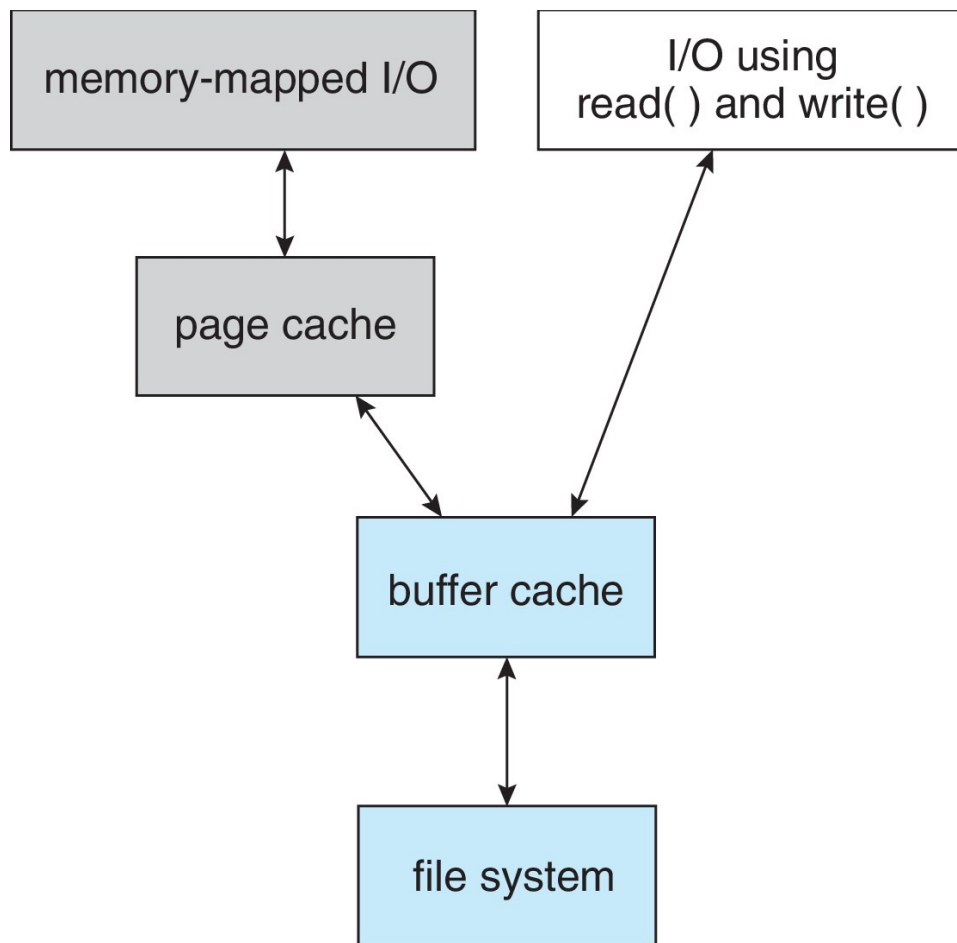 memory-mapped I/O
I/O using
read( ) and write( )
page cache
buffer cache
file system